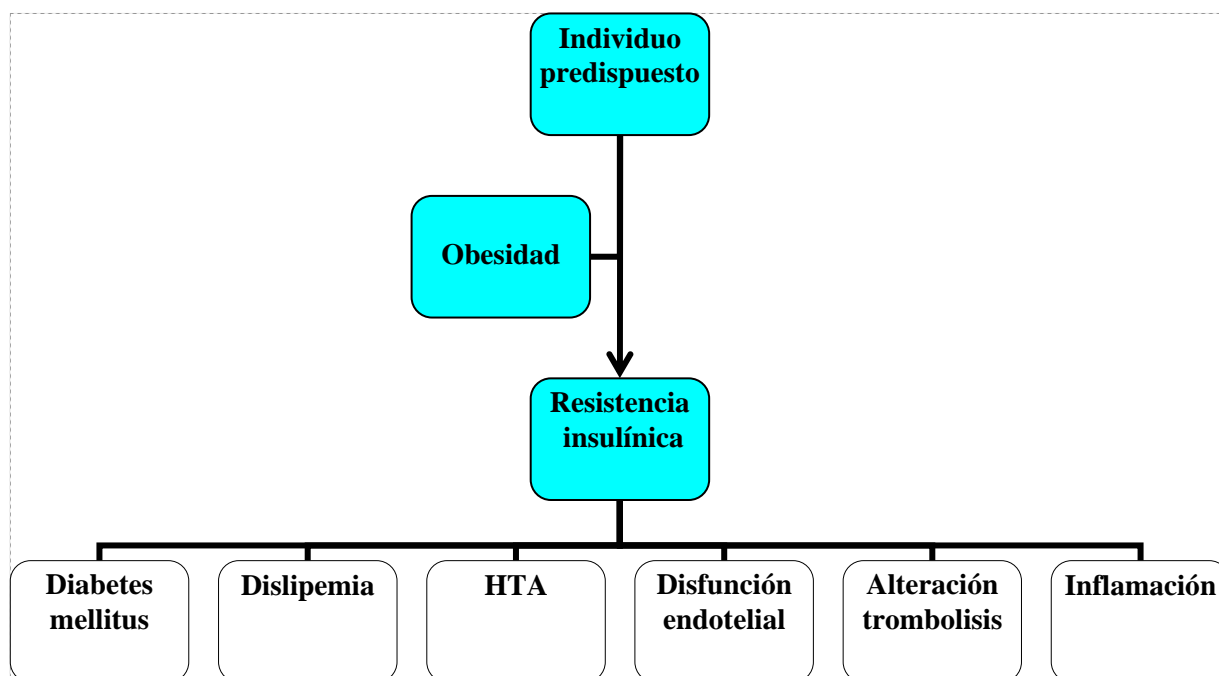 Individuo
predispuesto
Obesidad
Resistencia
insulínica
Diabetes
mellitus
Dislipemia
HTA
Disfunción
endotelial
Alteración
trombolisis
Inflamación